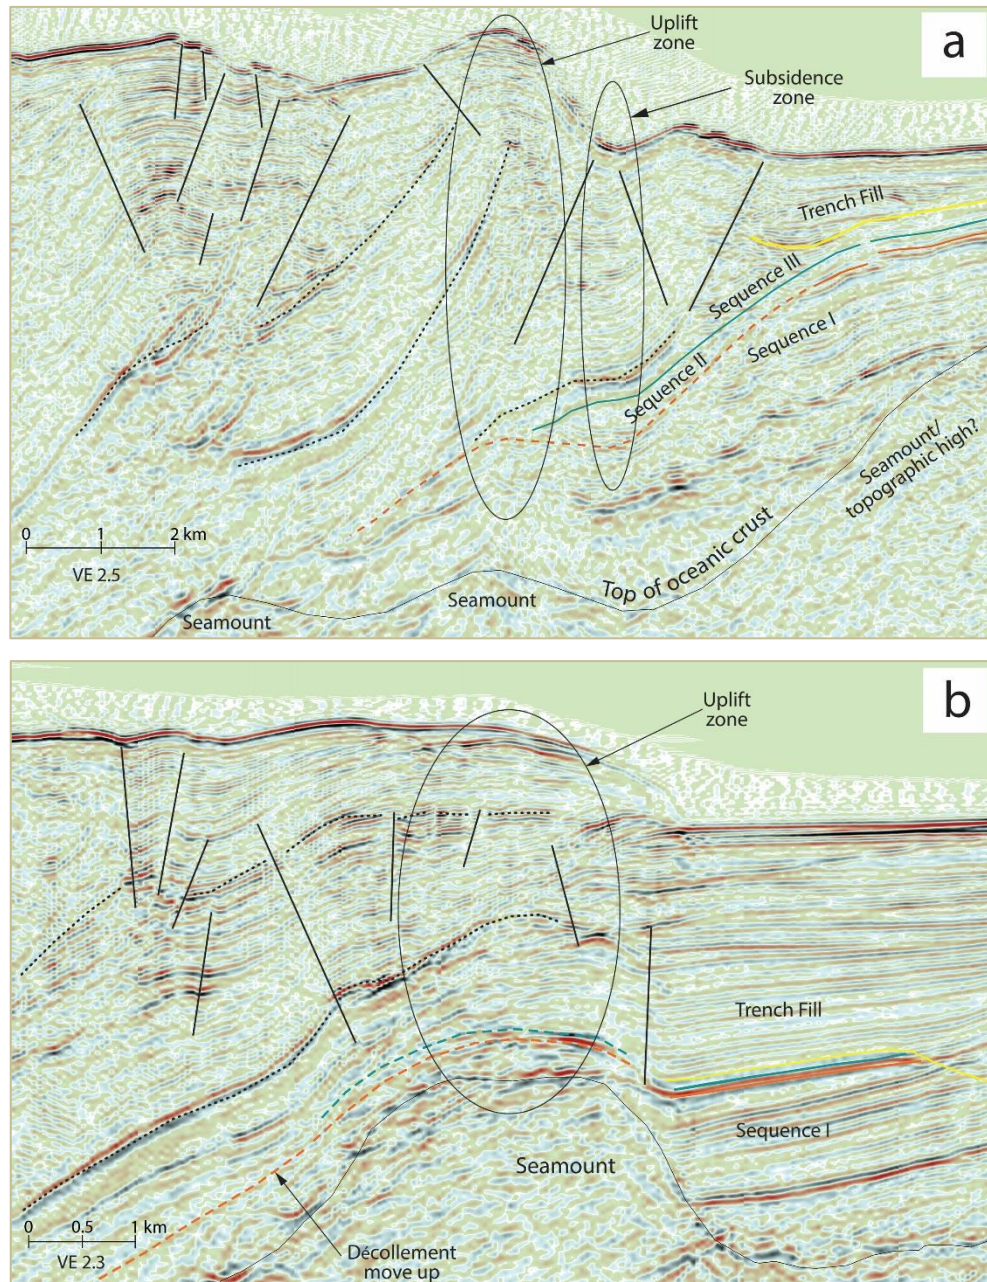 a
Uplift
zone
Subsidence
zone
Trench Fill
Sequence III
Sequence I
Sequence II
Seamount/
topographic high?
Top of oceanic crust
0 1 2 km
VE 2.5
Seamount
Seamount
b
Uplift
zone
Trench Fill
Sequence I
Seamount
0 0.5 1 km
VE 2.3
Décollement
move up